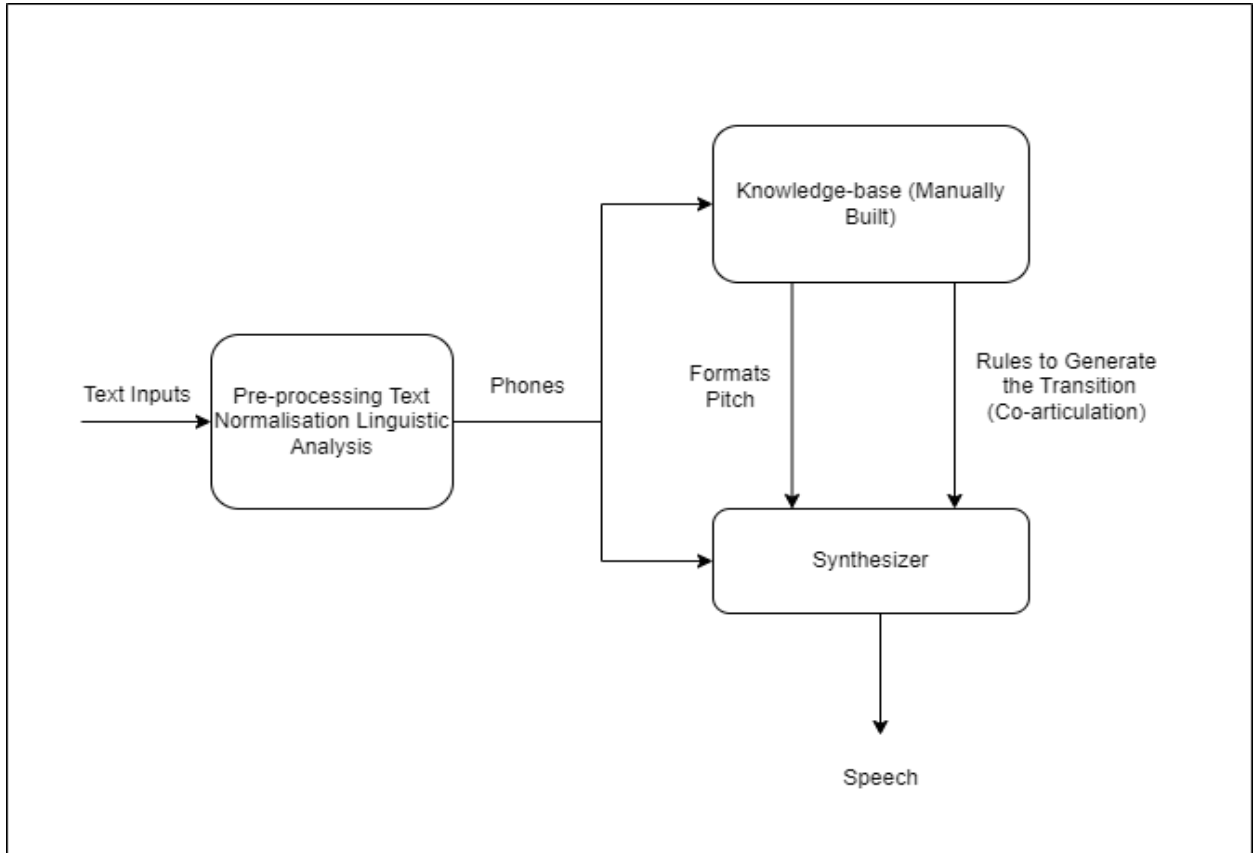 Text Inputs
Pre-processing Text
Normalisation Linguistic
Analysis
Phones
Knowledge-base (Manually
Built)
Formats
Pitch
Rules to Generate
the Transition
(Co-articulation)
Synthesizer
Speech